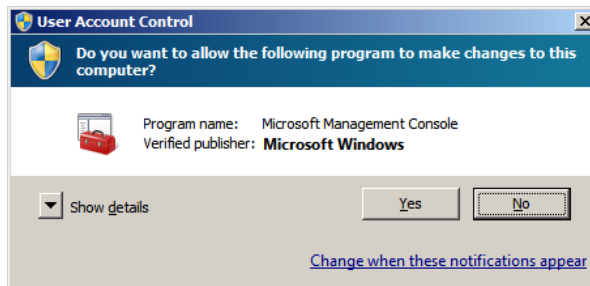 User Account Control
Do you want to allow the following program to make changes to this
computer?
Program name: Microsoft Management Console
Verified publisher: Microsoft Windows
Show details
Yes
No
Change when these notifications appear